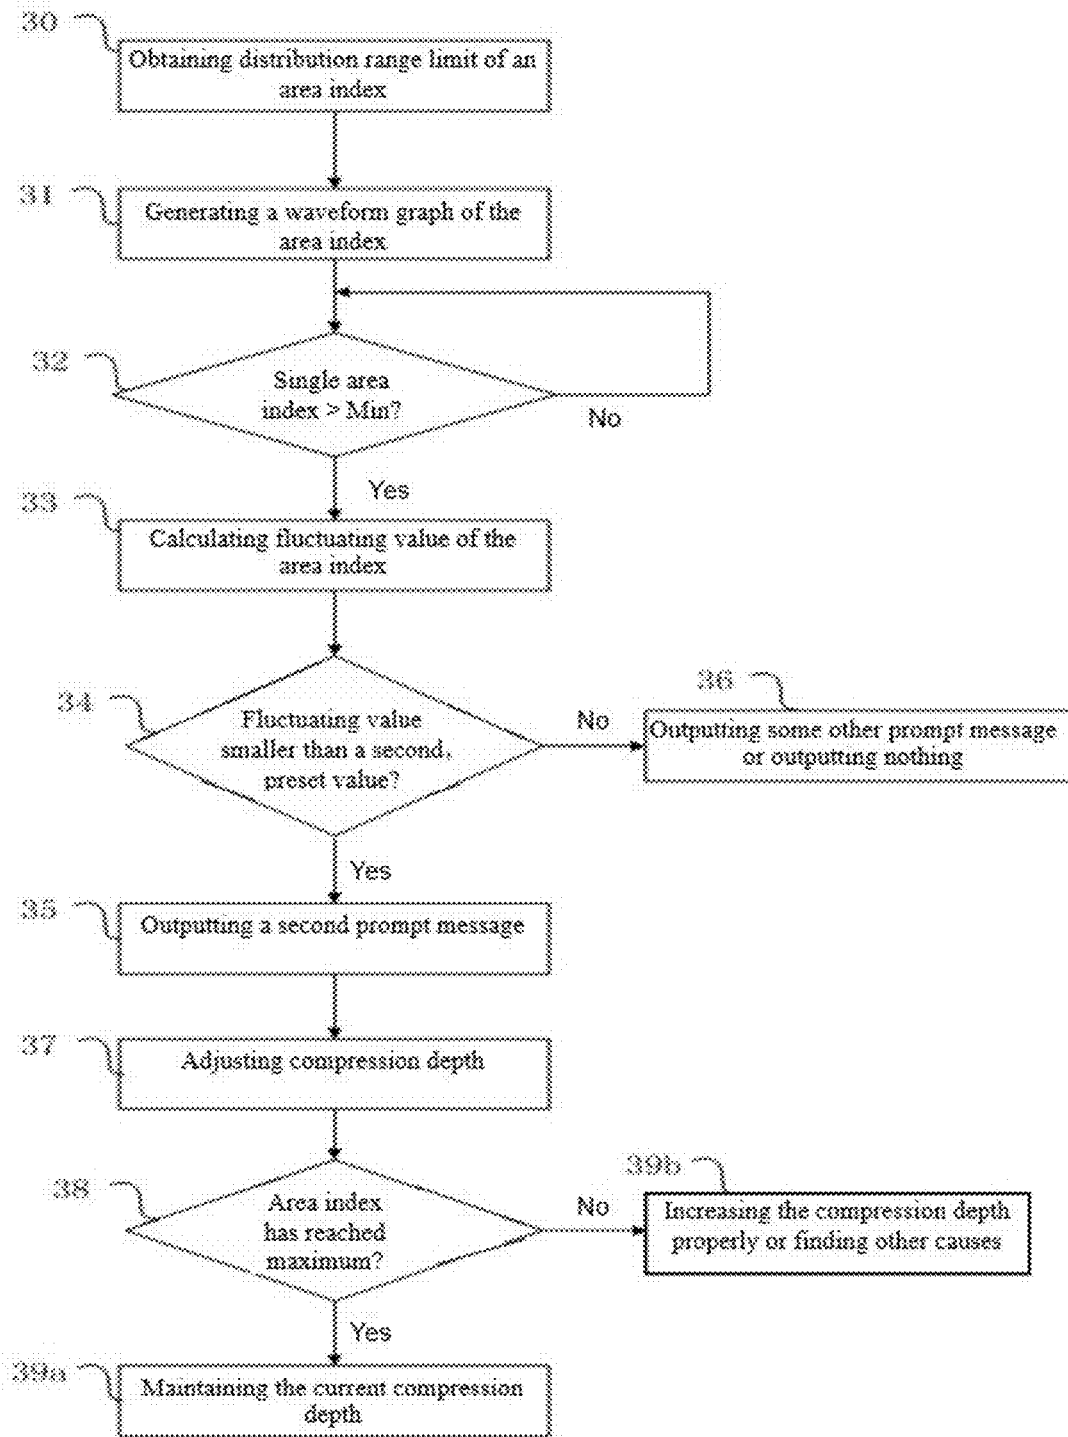 30
Obtaining distribution range limit of an
area index
31
Generating a waveform graph of the
area index
32
Single area
index > Min?
No
Yes
33
Calculating fluctuating value of the
area index
34
Fluctuating value
smaller than a second,
preset value?
No
36
Outputting some other prompt message
or outputting nothing
Yes
35
Outputting a second prompt message
37
Adjusting compression depth
38
Area index
has reached
maximum?
No
39b
Increasing the compression depth
properly or finding other causes
Yes
39a
Maintaining the current compression
depth